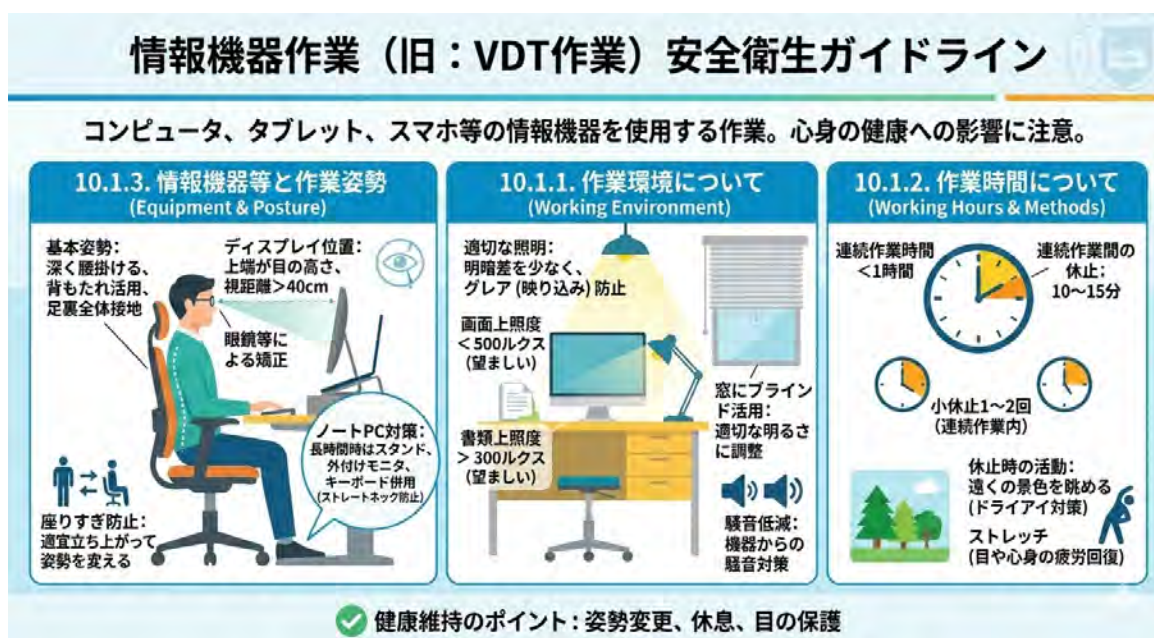 情報機器作業（旧：VDT作業）安全衛生ガイドライン
コンピュータ、タブレット、スマホ等の情報機器を使用する作業。心身の健康への影響に注意。
10.1.3. 情報機器等と作業姿勢
(Equipment & Posture)
基本姿勢：
深く腰掛ける、
背もたれ活用、
足裏全体接地
ディスプレイ位置：
上端が目の高さ、
視距離>40cm
眼鏡等に
よる矯正
ノートPC対策：
長時間時はスタンド、
外付けモニタ、
キーボード併用
(ストレートネック防止)
座りすぎ防止：
適宜立ち上がって
姿勢を変える
10.1.1. 作業環境について
(Working Environment)
適切な照明：
明暗差を少なく、
グレア (映り込み) 防止
画面上照度
<500ルクス
(望ましい)
書類上照度
>300ルクス
(望ましい)
窓にブライン
ド活用：
適切な明るさ
に調整
騒音低減：
機器からの
騒音対策
10.1.2. 作業時間について
(Working Hours & Methods)
連続作業時間
<1時間
連続作業間の
休止：
10〜15分
小休止1〜2回
(連続作業内)
休止時の活動：
遠くの景色を眺める
(ドライアイ対策)
ストレッチ
(目や心身の疲労回復)
健康維持のポイント：姿勢変更、休息、目の保護